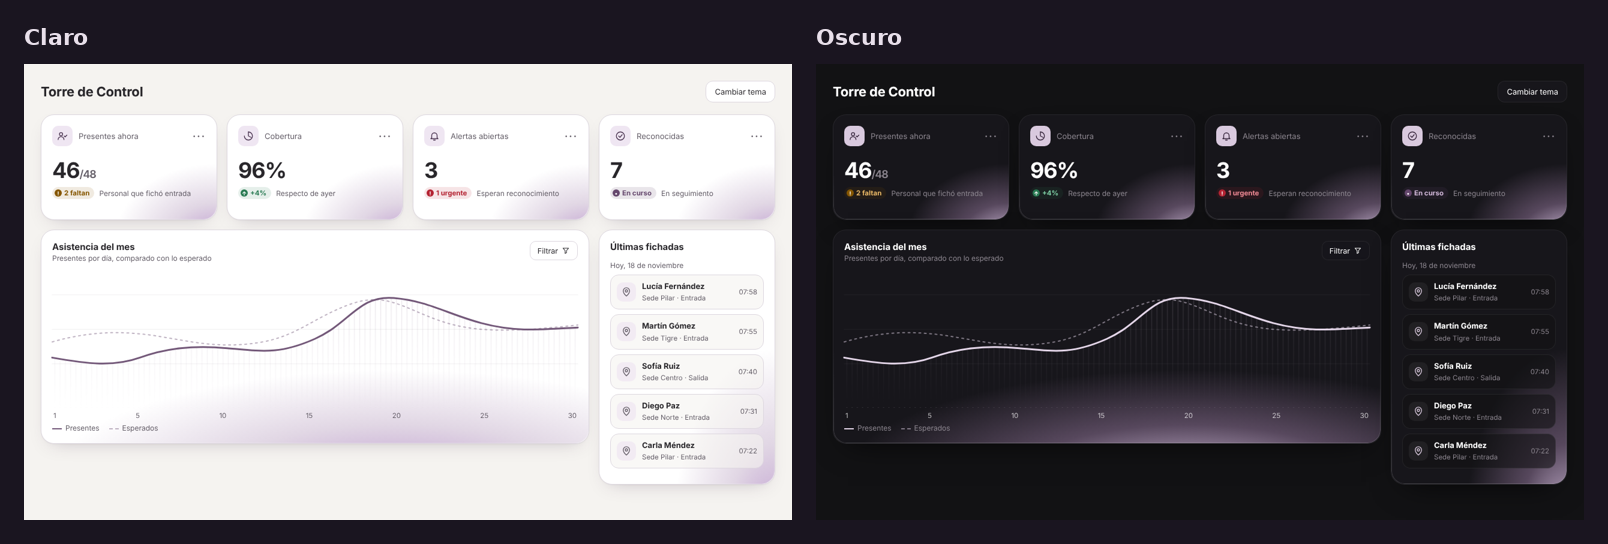 Claro
Torre de Control
Cambiar tema
Presentes ahora
46/48
2 faltan Personal que fichó entrada
Cobertura
96%
+4% Respecto de ayer
Alertas abiertas
3
1 urgente Esperan reconocimiento
Reconocidas
7
En curso En seguimiento
Asistencia del mes
Presentes por día, comparado con lo esperado
Filtrar
1 5 10 15 20 25 30
Presentes Esperados
Últimas fichadas
Hoy, 18 de noviembre
Lucía Fernández
Sede Pilar · Entrada
07:58
Martín Gómez
Sede Tigre · Entrada
07:55
Sofía Ruiz
Sede Centro · Salida
07:40
Diego Paz
Sede Norte · Entrada
07:31
Carla Méndez
Sede Pilar · Entrada
07:22
Oscuro
Torre de Control
Cambiar tema
Presentes ahora
46/48
2 faltan Personal que fichó entrada
Cobertura
96%
+4% Respecto de ayer
Alertas abiertas
3
1 urgente Esperan reconocimiento
Reconocidas
7
En curso En seguimiento
Asistencia del mes
Presentes por día, comparado con lo esperado
Filtrar
1 5 10 15 20 25 30
Presentes Esperados
Últimas fichadas
Hoy, 18 de noviembre
Lucía Fernández
Sede Pilar · Entrada
07:58
Martín Gómez
Sede Tigre · Entrada
07:55
Sofía Ruiz
Sede Centro · Salida
07:40
Diego Paz
Sede Norte · Entrada
07:31
Carla Méndez
Sede Pilar · Entrada
07:22